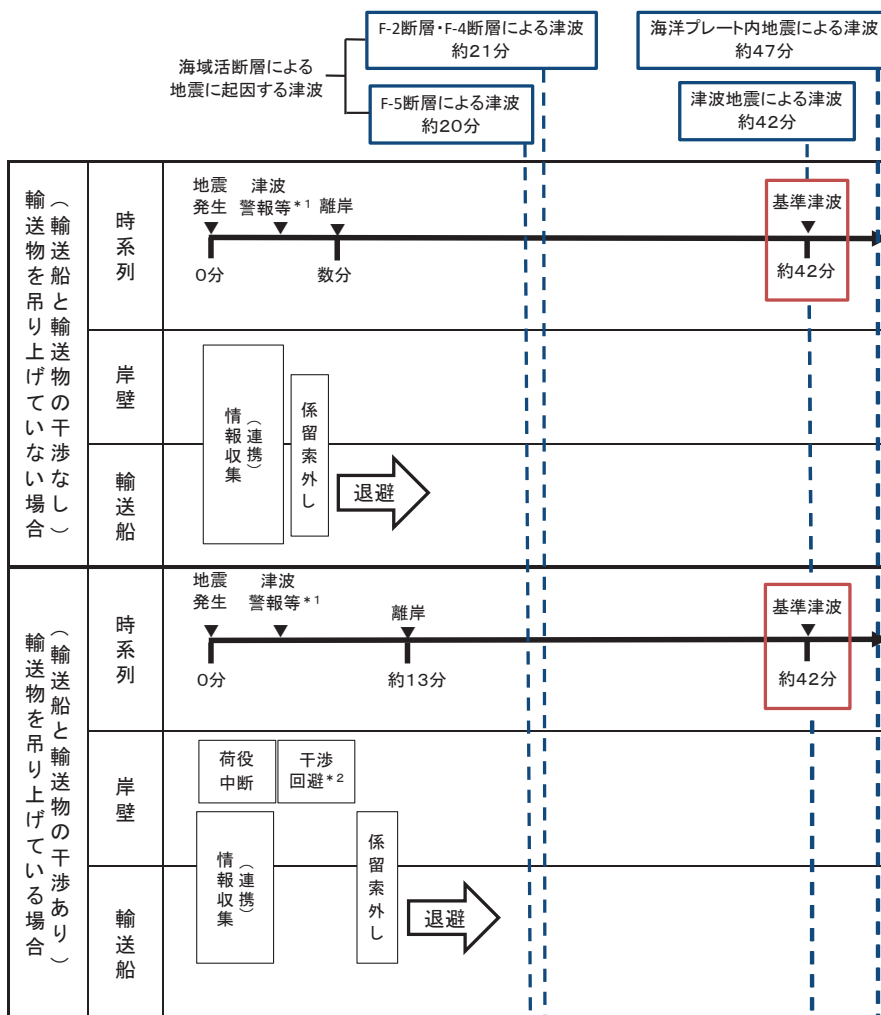 F-2断層・F-4断層による津波
約21分
海洋プレート内地震による津波
約47分
海域活断層による
地震に起因する津波
F-5断層による津波
約20分
津波地震による津波
約42分
輸送物を吊り上げていない場合
（輸送船と輸送物の干渉なし）
時系列
地震
発生
津波
警報等*1
離岸
基準津波
0分
数分
約42分
岸壁
情報収集
（連携）
係留索外し
輸送船
退避
輸送物を吊り上げている場合
（輸送船と輸送物の干渉あり）
時系列
地震
発生
津波
警報等*1
離岸
基準津波
0分
約13分
約42分
岸壁
荷役
中断
干渉
回避*2
情報収集
（連携）
係留索外し
輸送船
退避